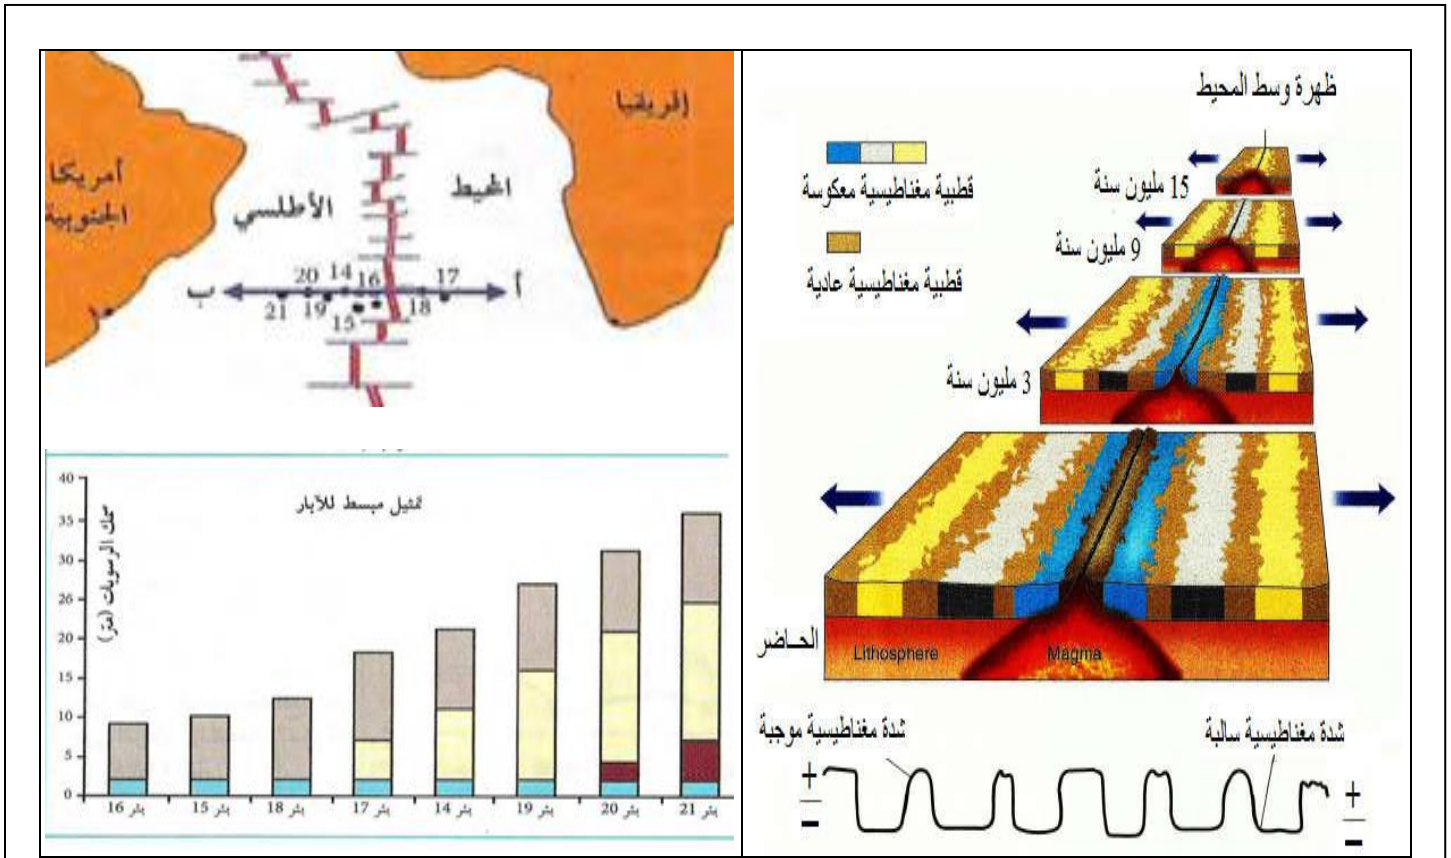 إفريقيا
أمريكا
الجنوبية
المحيط
الأطلسي
أ
ب
17
16
14
20
18
15
19
21
تمثيل مبسط للآبار
سمك الرسوبيات (متر)
40
35
30
26
20
15
10
5
0
بئر 16
بئر 15
بئر 18
بئر 17
بئر 14
بئر 19
بئر 20
بئر 21
ظهرة وسط المحيط
قطبية مغناطيسية معكوسة
قطبية مغناطيسية عادية
15 مليون سنة
9 مليون سنة
3 مليون سنة
الحـاضر
Lithosphere
Magma
شدة مغناطيسية موجبة
شدة مغناطيسية سالبة
+
-
+
-